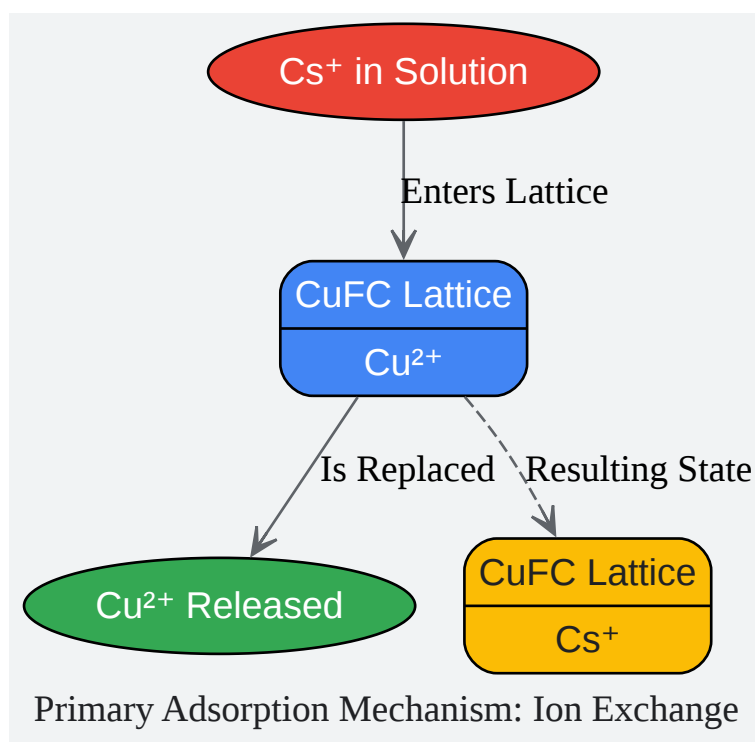 Cs⁺ in Solution
Enters Lattice
CuFC Lattice
Cu²⁺
Is Replaced
Resulting State
Cu²⁺ Released
CuFC Lattice
Cs⁺
Primary Adsorption Mechanism: Ion Exchange